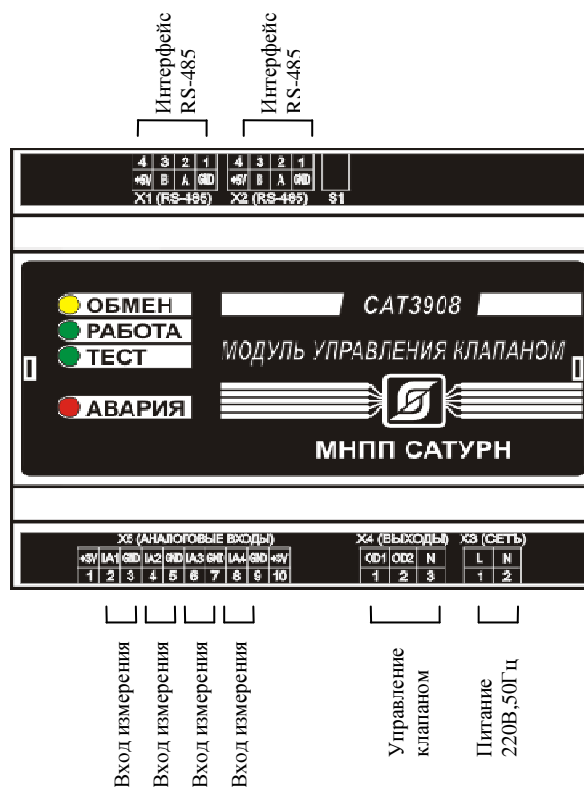 Интерфейс
RS-485
Интерфейс
RS-485
4 3 2 1 4 3 2 1
+5V B A GND +5V B A GND
X1 (RS-485) X2 (RS-485) S1
ОБМЕН
РАБОТА
ТЕСТ
АВАРИЯ
САТ3908
МОДУЛЬ УПРАВЛЕНИЯ КЛАПАНОМ
МНПП САТУРН
X5 (АНАЛОГОВЫЕ ВХОДЫ) X4 (ВЫХОДЫ) X3 (СЕТЬ)
+5V IA1 GND IA2 GND IA3 GND IA4 GND +5V OD1 OD2 N L N
1 2 3 4 5 6 7 8 9 10 1 2 3 1 2
Вход измерения
Вход измерения
Вход измерения
Вход измерения
Управление
клапаном
Питание
220В,50Гц